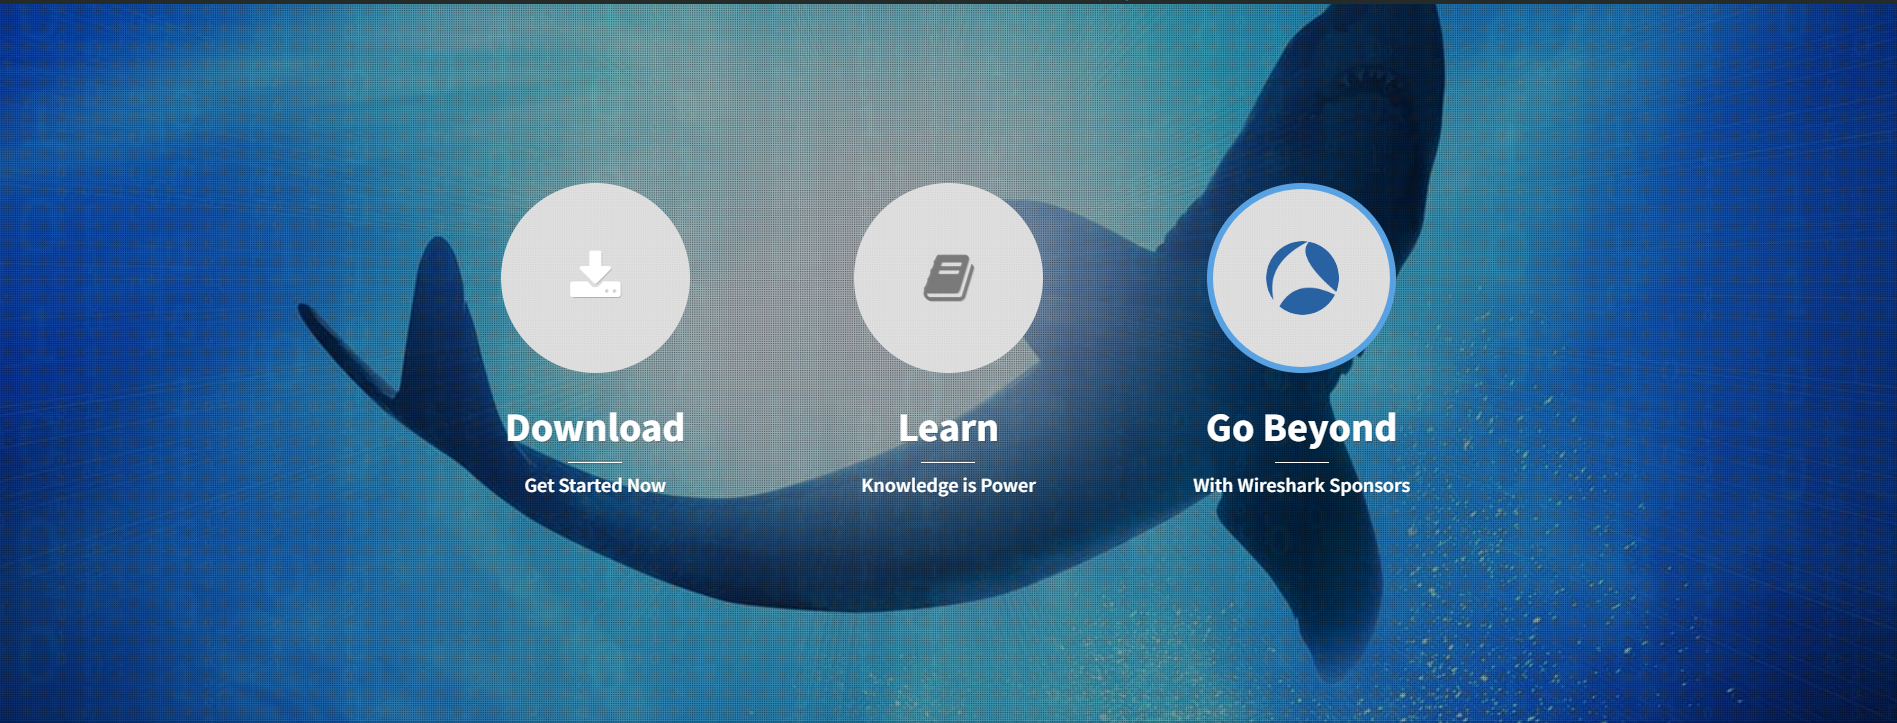 Download
Get Started Now
Learn
Knowledge is Power
Go Beyond
With Wireshark Sponsors